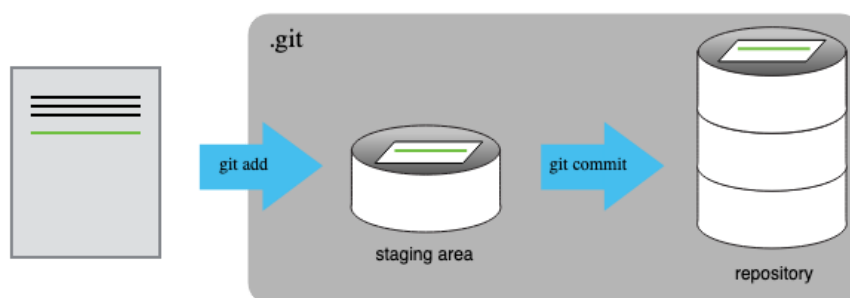 .git
git add
git commit
staging area
repository